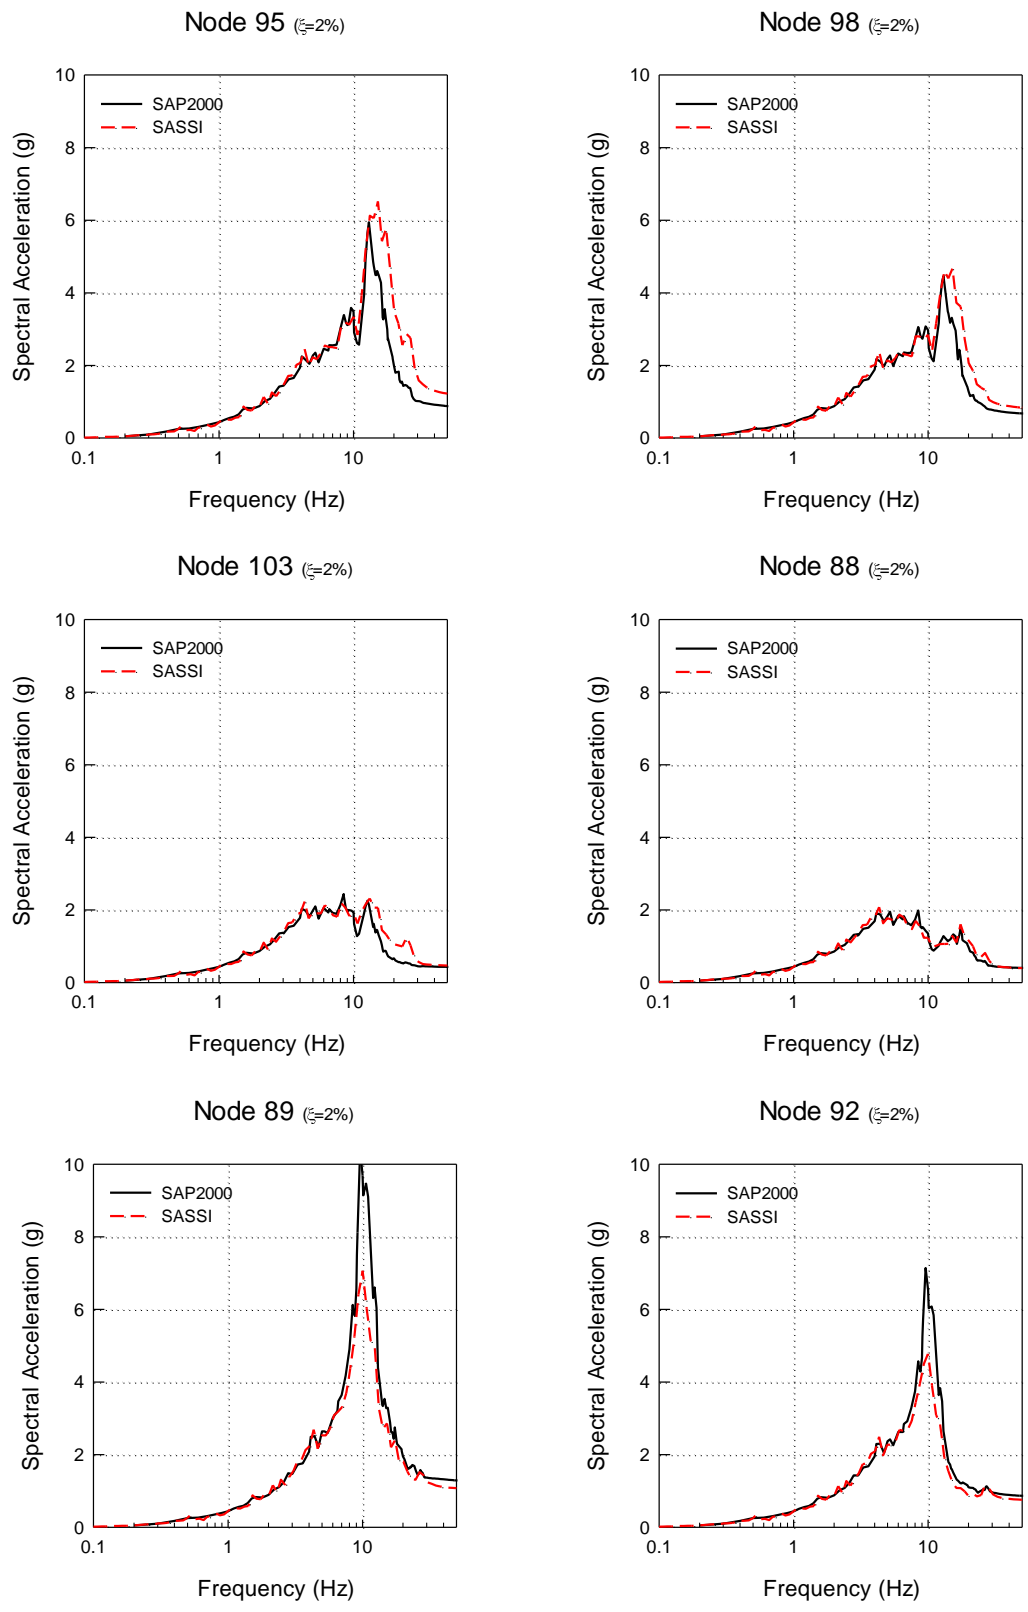 Node 95 (ξ=2%)
10
8
6
4
2
0
Spectral Acceleration (g)
SAP2000
SASSI
0.1 1 10
Frequency (Hz)
Node 98 (ξ=2%)
10
8
6
4
2
0
Spectral Acceleration (g)
SAP2000
SASSI
0.1 1 10
Frequency (Hz)
Node 103 (ξ=2%)
10
8
6
4
2
0
Spectral Acceleration (g)
SAP2000
SASSI
0.1 1 10
Frequency (Hz)
Node 88 (ξ=2%)
10
8
6
4
2
0
Spectral Acceleration (g)
SAP2000
SASSI
0.1 1 10
Frequency (Hz)
Node 89 (ξ=2%)
10
8
6
4
2
0
Spectral Acceleration (g)
SAP2000
SASSI
0.1 1 10
Frequency (Hz)
Node 92 (ξ=2%)
10
8
6
4
2
0
Spectral Acceleration (g)
SAP2000
SASSI
0.1 1 10
Frequency (Hz)